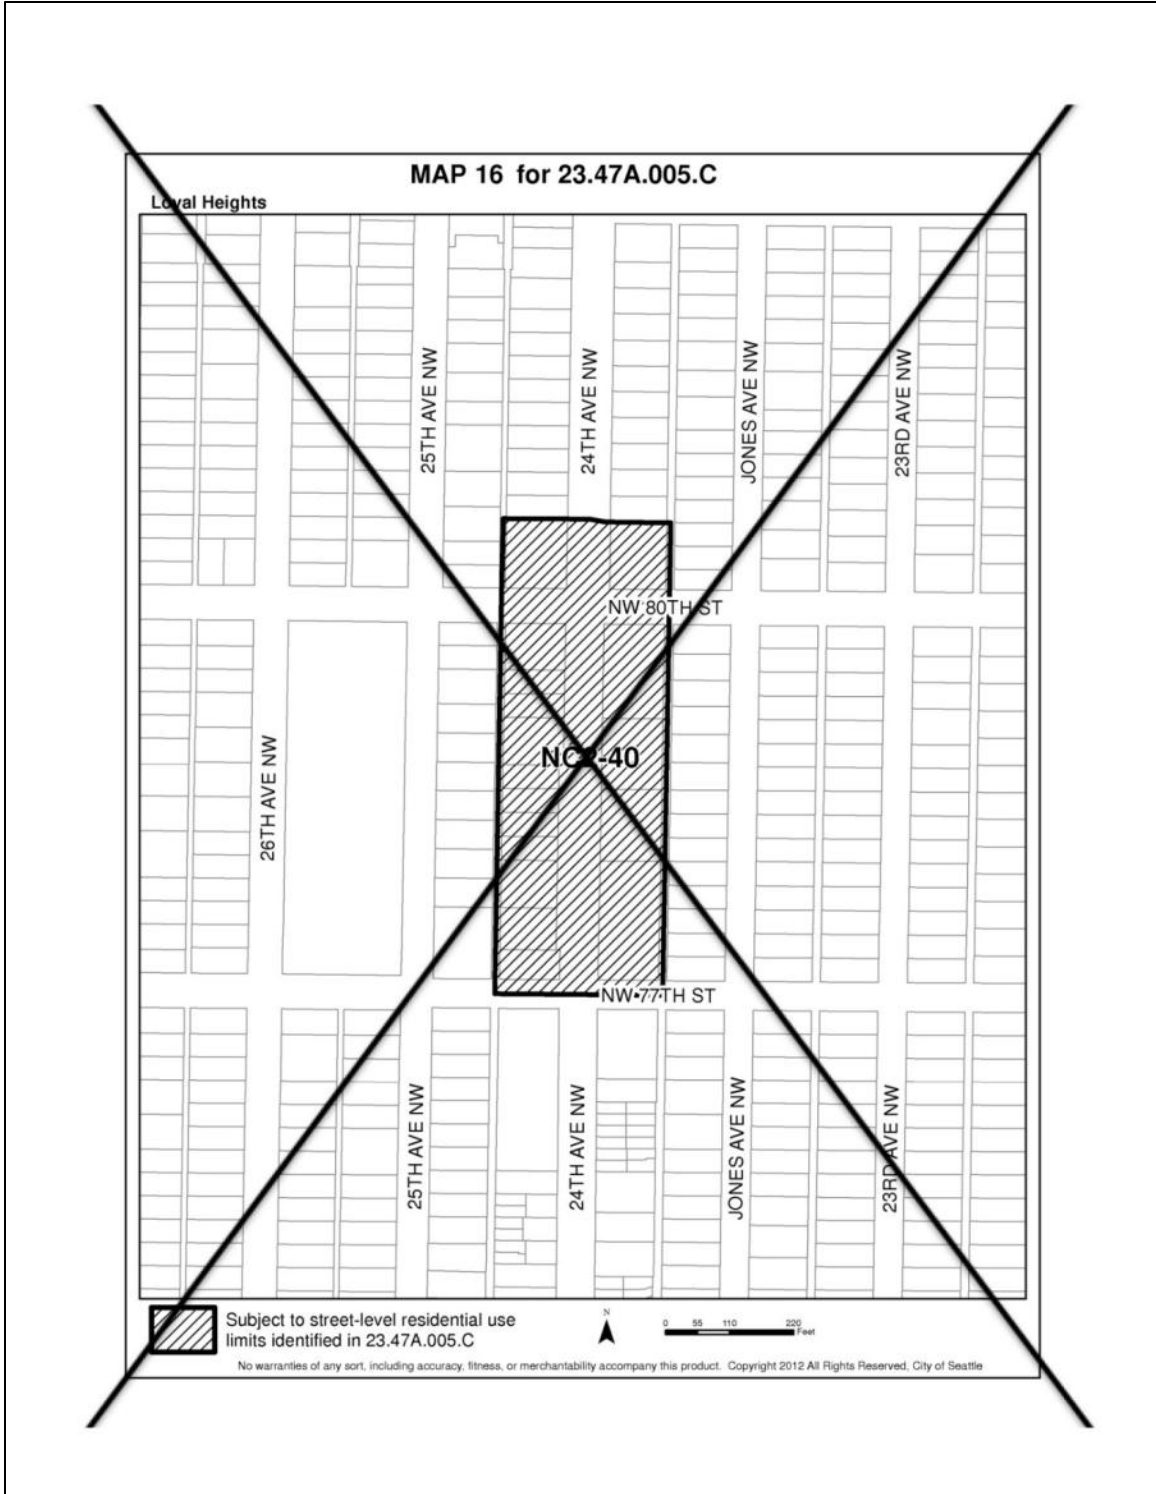 MAP 16 for 23.47A.005.C
Loyal Heights
25TH AVE NW
24TH AVE NW
JONES AVE NW
23RD AVE NW
NW 80TH ST
26TH AVE NW
NC2-40
NW 77TH ST
25TH AVE NW
24TH AVE NW
JONES AVE NW
23RD AVE NW
Subject to street-level residential use
limits identified in 23.47A.005.C
N
0 55 110 220
Feet
No warranties of any sort, including accuracy, fitness, or merchantability accompany this product. Copyright 2012 All Rights Reserved, City of Seattle